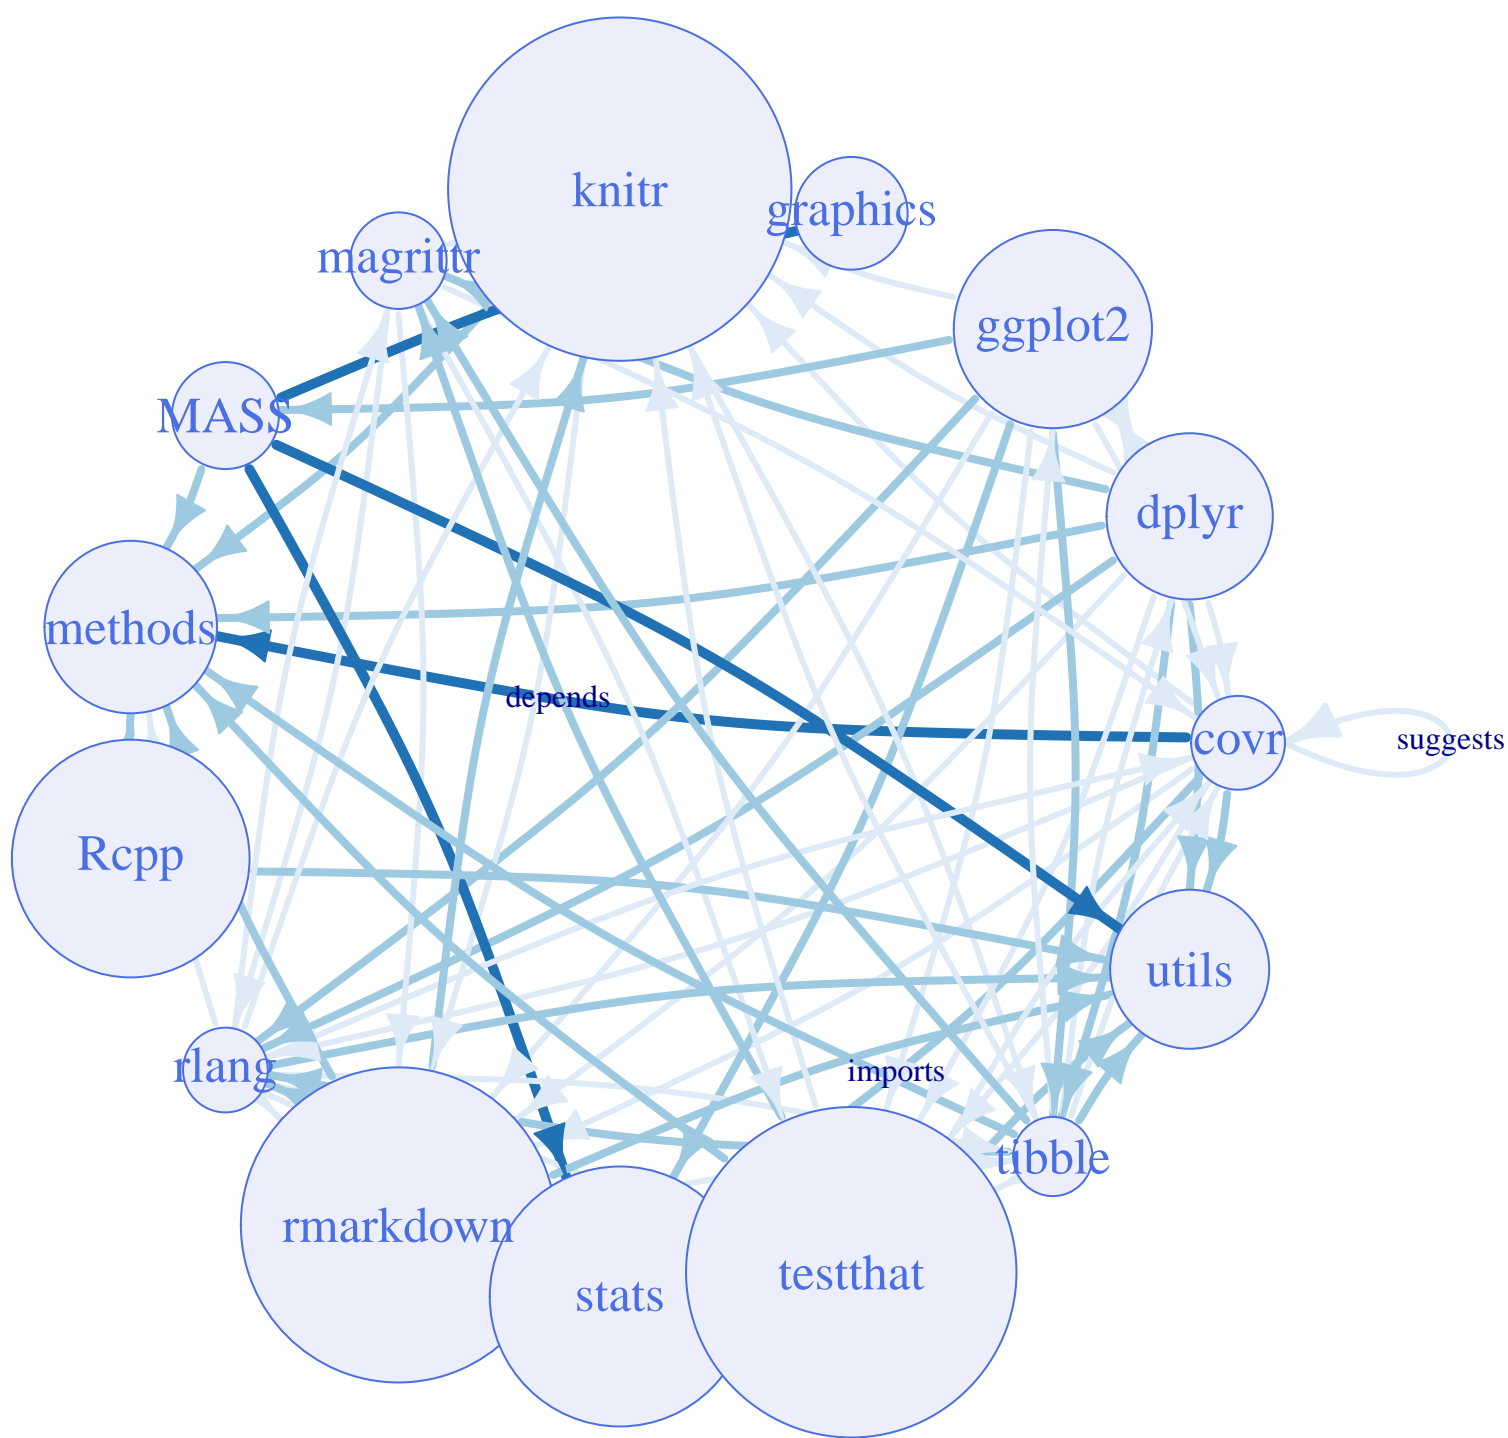 knitr
graphics
magrittr
ggplot2
MASS
dplyr
methods
depends
covr
suggests
Rcpp
utils
rlang
imports
tibble
rmarkdown
stats
testthat